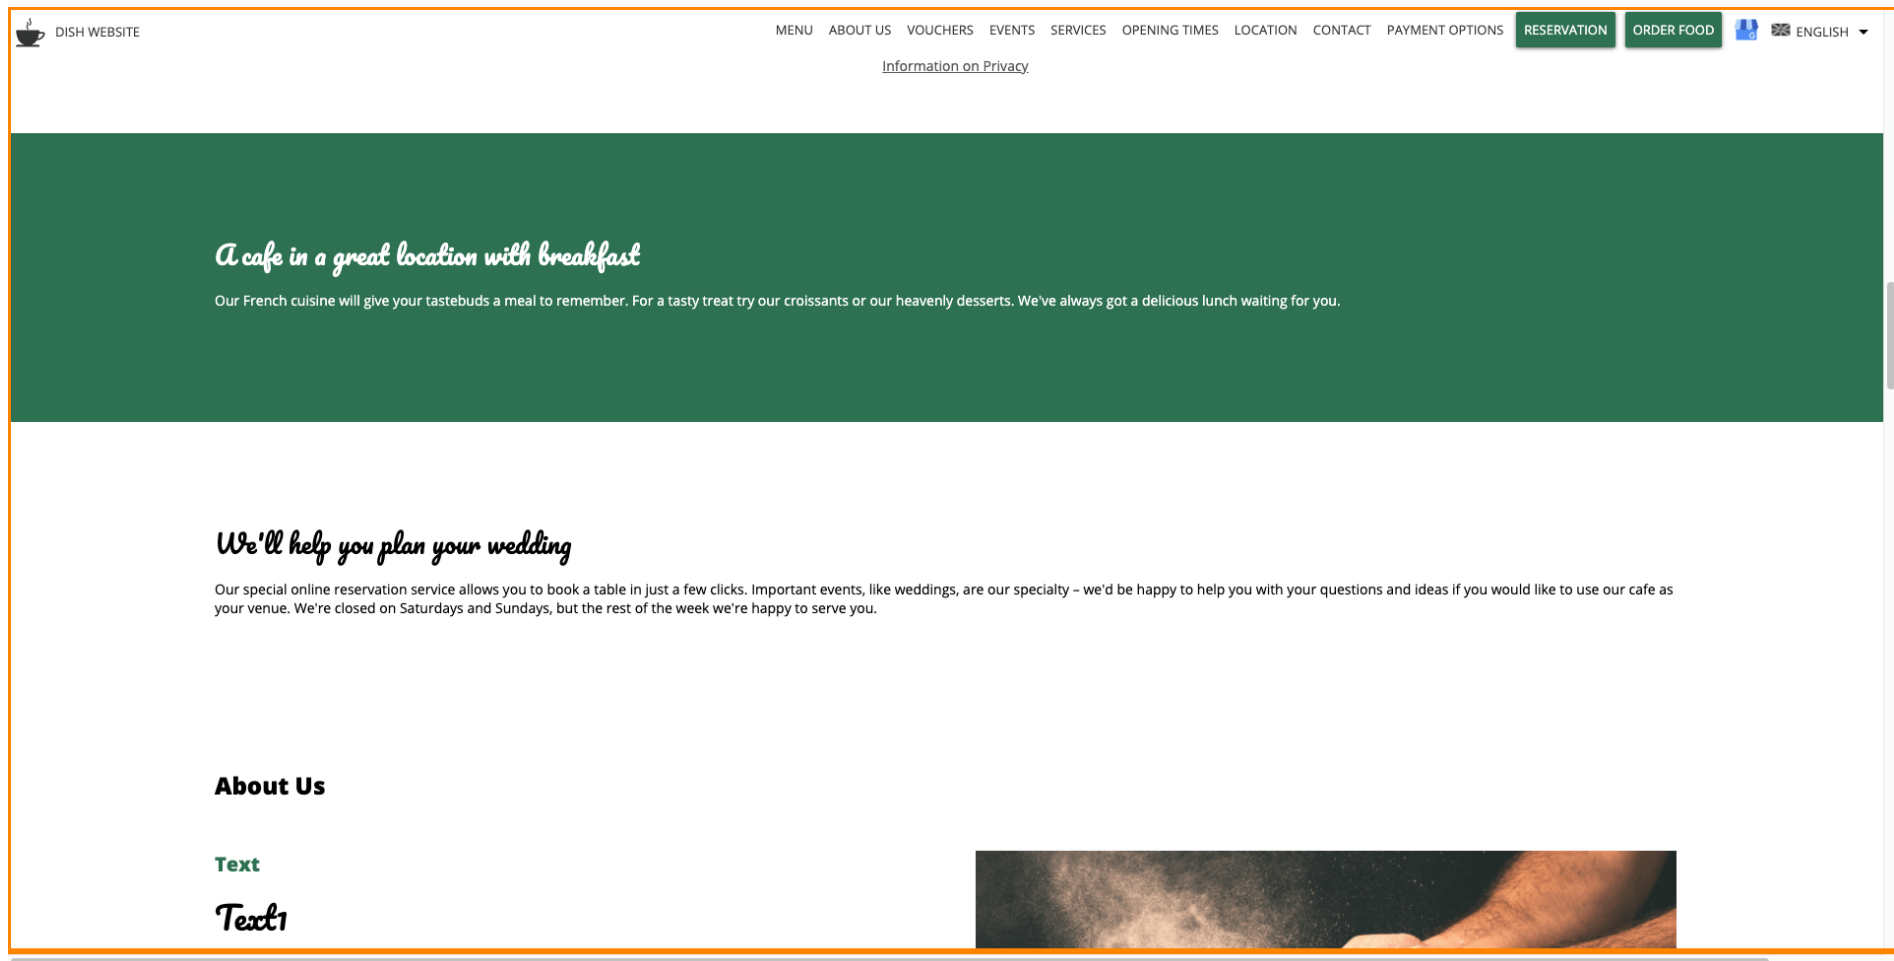 DISH WEBSITE
MENU ABOUT US VOUCHERS EVENTS SERVICES OPENING TIMES LOCATION CONTACT PAYMENT OPTIONS RESERVATION ORDER FOOD ENGLISH
Information on Privacy
A cafe in a great location with breakfast
Our French cuisine will give your tastebuds a meal to remember. For a tasty treat try our croissants or our heavenly desserts. We've always got a delicious lunch waiting for you.
We'll help you plan your wedding
Our special online reservation service allows you to book a table in just a few clicks. Important events, like weddings, are our specialty – we'd be happy to help you with your questions and ideas if you would like to use our cafe as
your venue. We're closed on Saturdays and Sundays, but the rest of the week we're happy to serve you.
About Us
Text
Text1